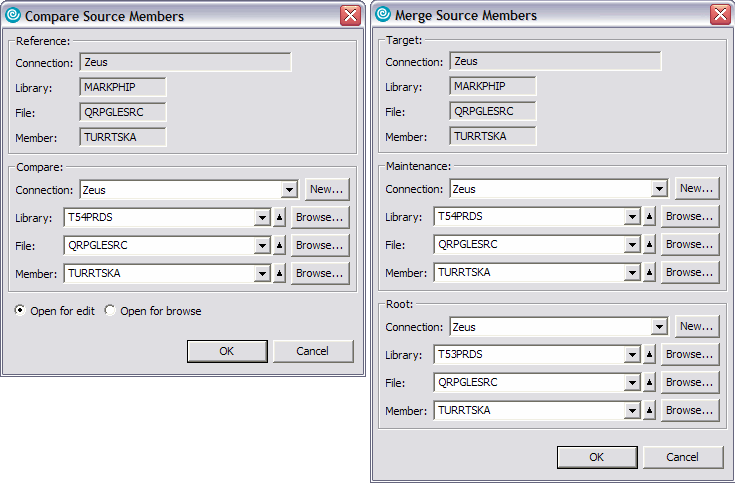 Compare Source Members
Reference:
Connection: Zeus
Library: MARKPHIP
File: QRPGLESRC
Member: TURRTSKA
Compare:
Connection: Zeus New...
Library: T54PRDS Browse...
File: QRPGLESRC Browse...
Member: TURRTSKA Browse...
Open for edit Open for browse
OK Cancel
Merge Source Members
Target:
Connection: Zeus
Library: MARKPHIP
File: QRPGLESRC
Member: TURRTSKA
Maintenance:
Connection: Zeus New...
Library: T54PRDS Browse...
File: QRPGLESRC Browse...
Member: TURRTSKA Browse...
Root:
Connection: Zeus New...
Library: T53PRDS Browse...
File: QRPGLESRC Browse...
Member: TURRTSKA Browse...
OK Cancel